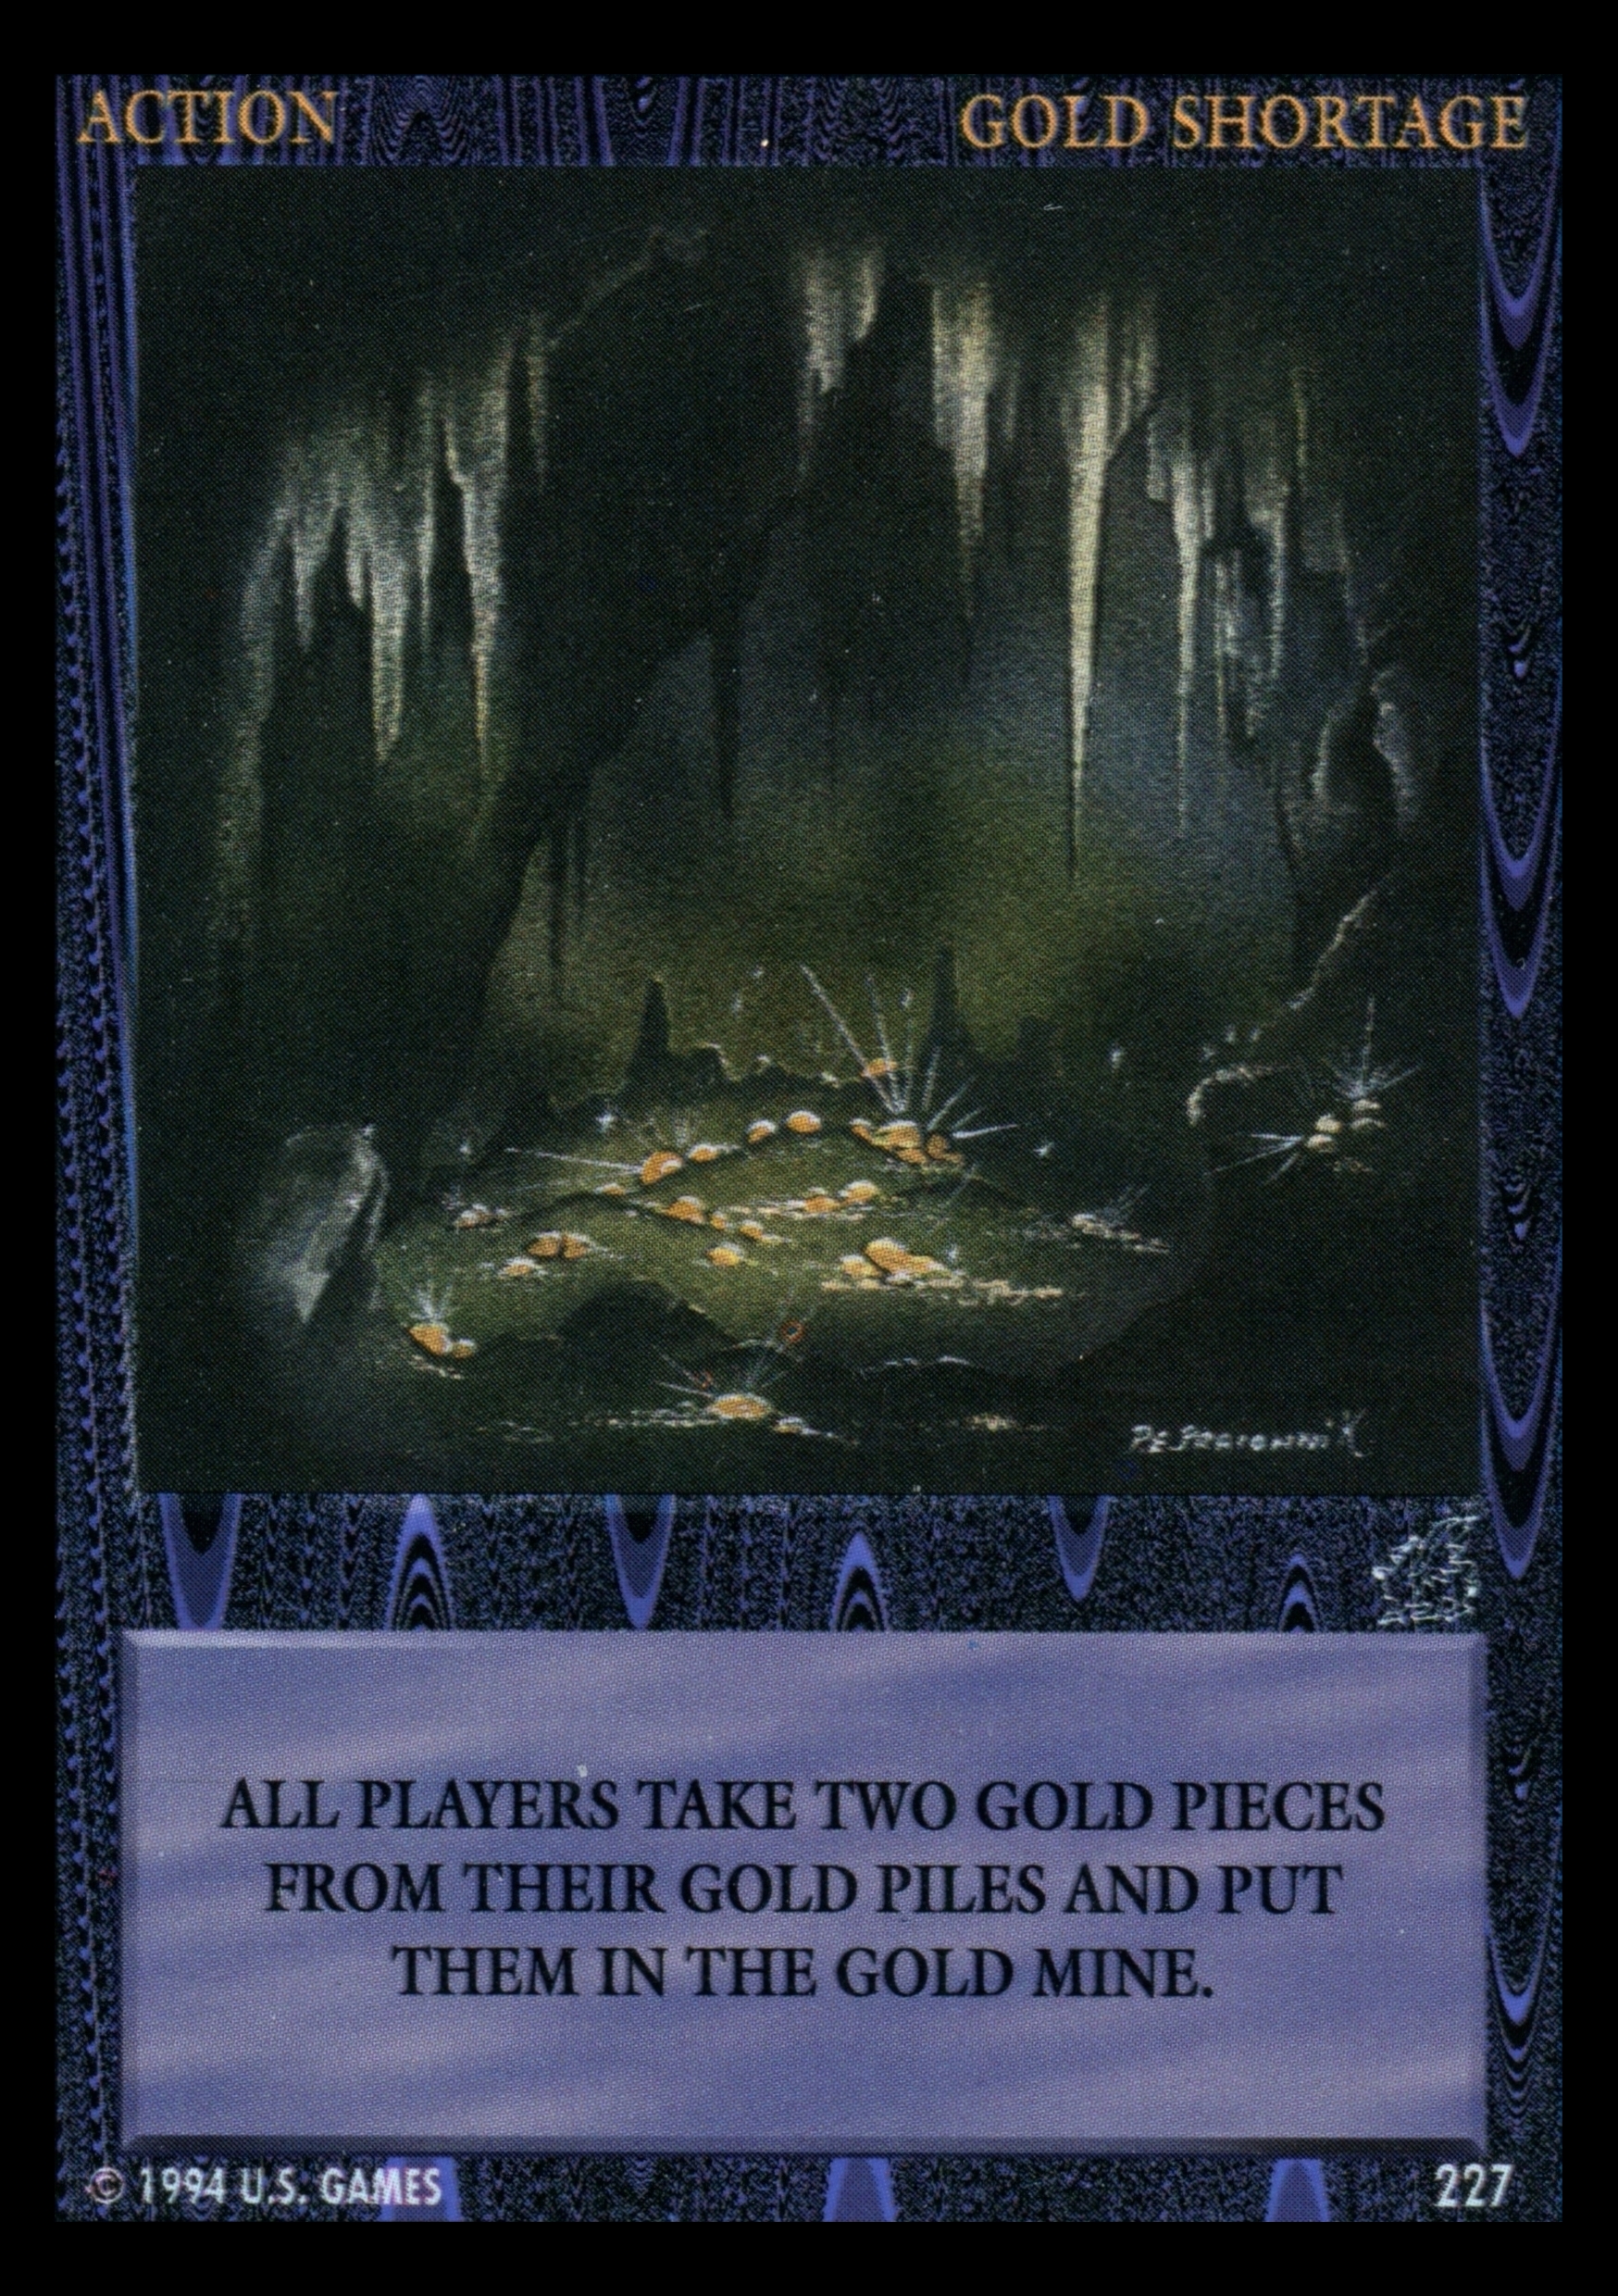 ACTION
GOLD SHORTAGE
ALL PLAYERS TAKE TWO GOLD PIECES
FROM THEIR GOLD PILES AND PUT
THEM IN THE GOLD MINE.
© 1994 U.S. GAMES
227